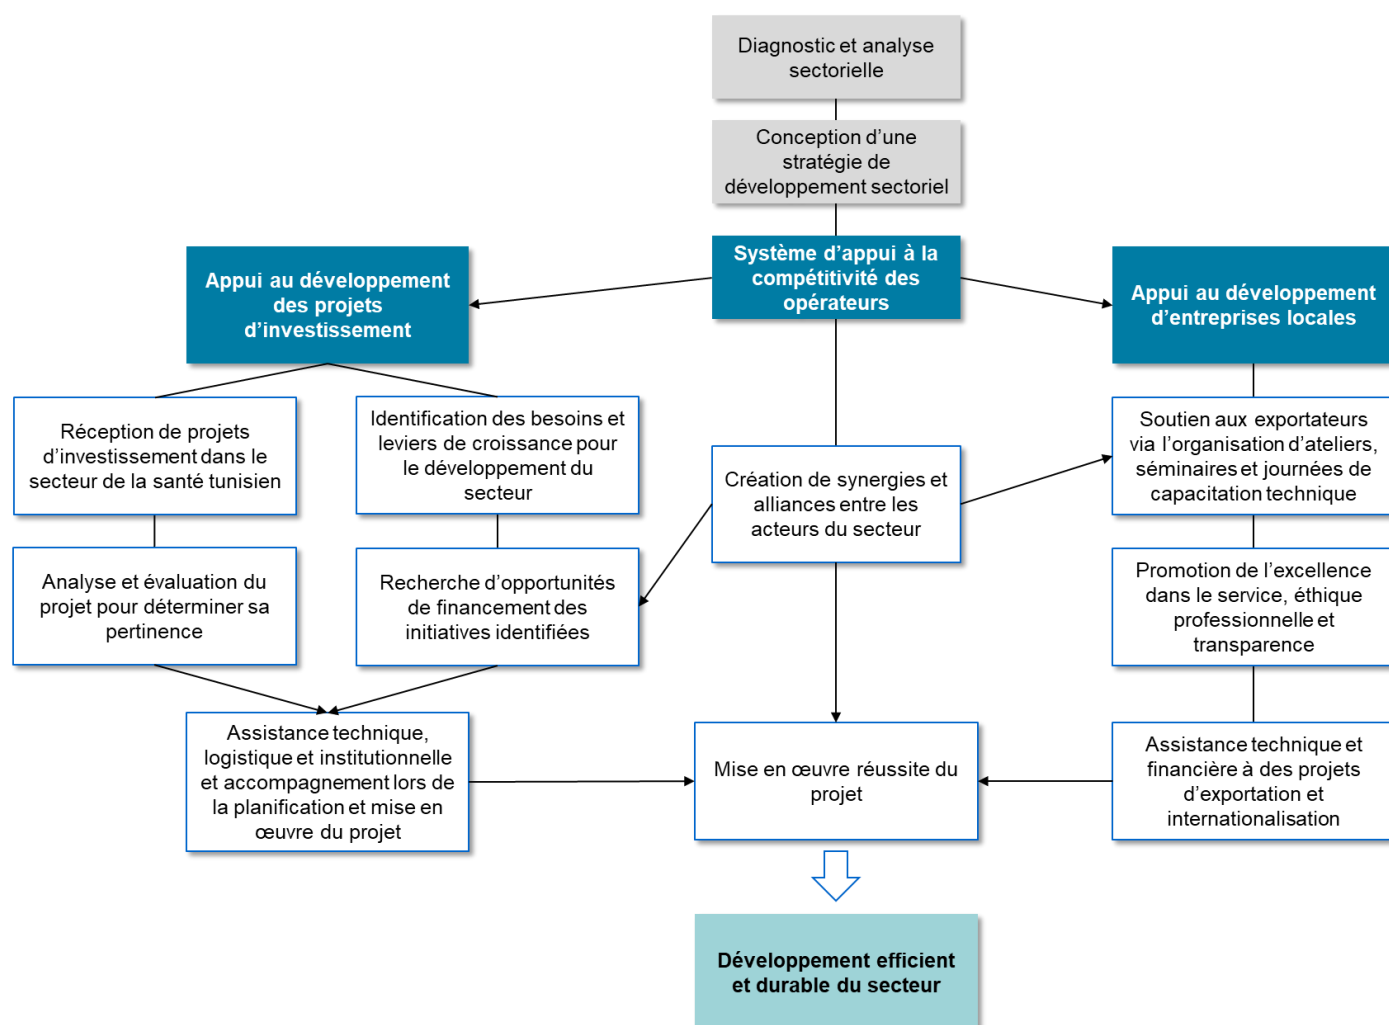 Diagnostic et analyse
sectorielle
Conception d’une
stratégie de
développement sectoriel
Système d’appui à la
compétitivité des
opérateurs
Appui au développement
des projets
d’investissement
Appui au développement
d’entreprises locales
Réception de projets
d’investissement dans le
secteur de la santé tunisien
Identification des besoins et
leviers de croissance pour
le développement du
secteur
Création de synergies et
alliances entre les
acteurs du secteur
Soutien aux exportateurs
via l’organisation d’ateliers,
séminaires et journées de
capacitation technique
Analyse et évaluation du
projet pour déterminer sa
pertinence
Recherche d’opportunités
de financement des
initiatives identifiées
Promotion de l’excellence
dans le service, éthique
professionnelle et
transparence
Assistance technique,
logistique et institutionnelle
et accompagnement lors de
la planification et mise en
œuvre du projet
Mise en œuvre réussite du
projet
Assistance technique et
financière à des projets
d’exportation et
internationalisation
Développement efficient
et durable du secteur